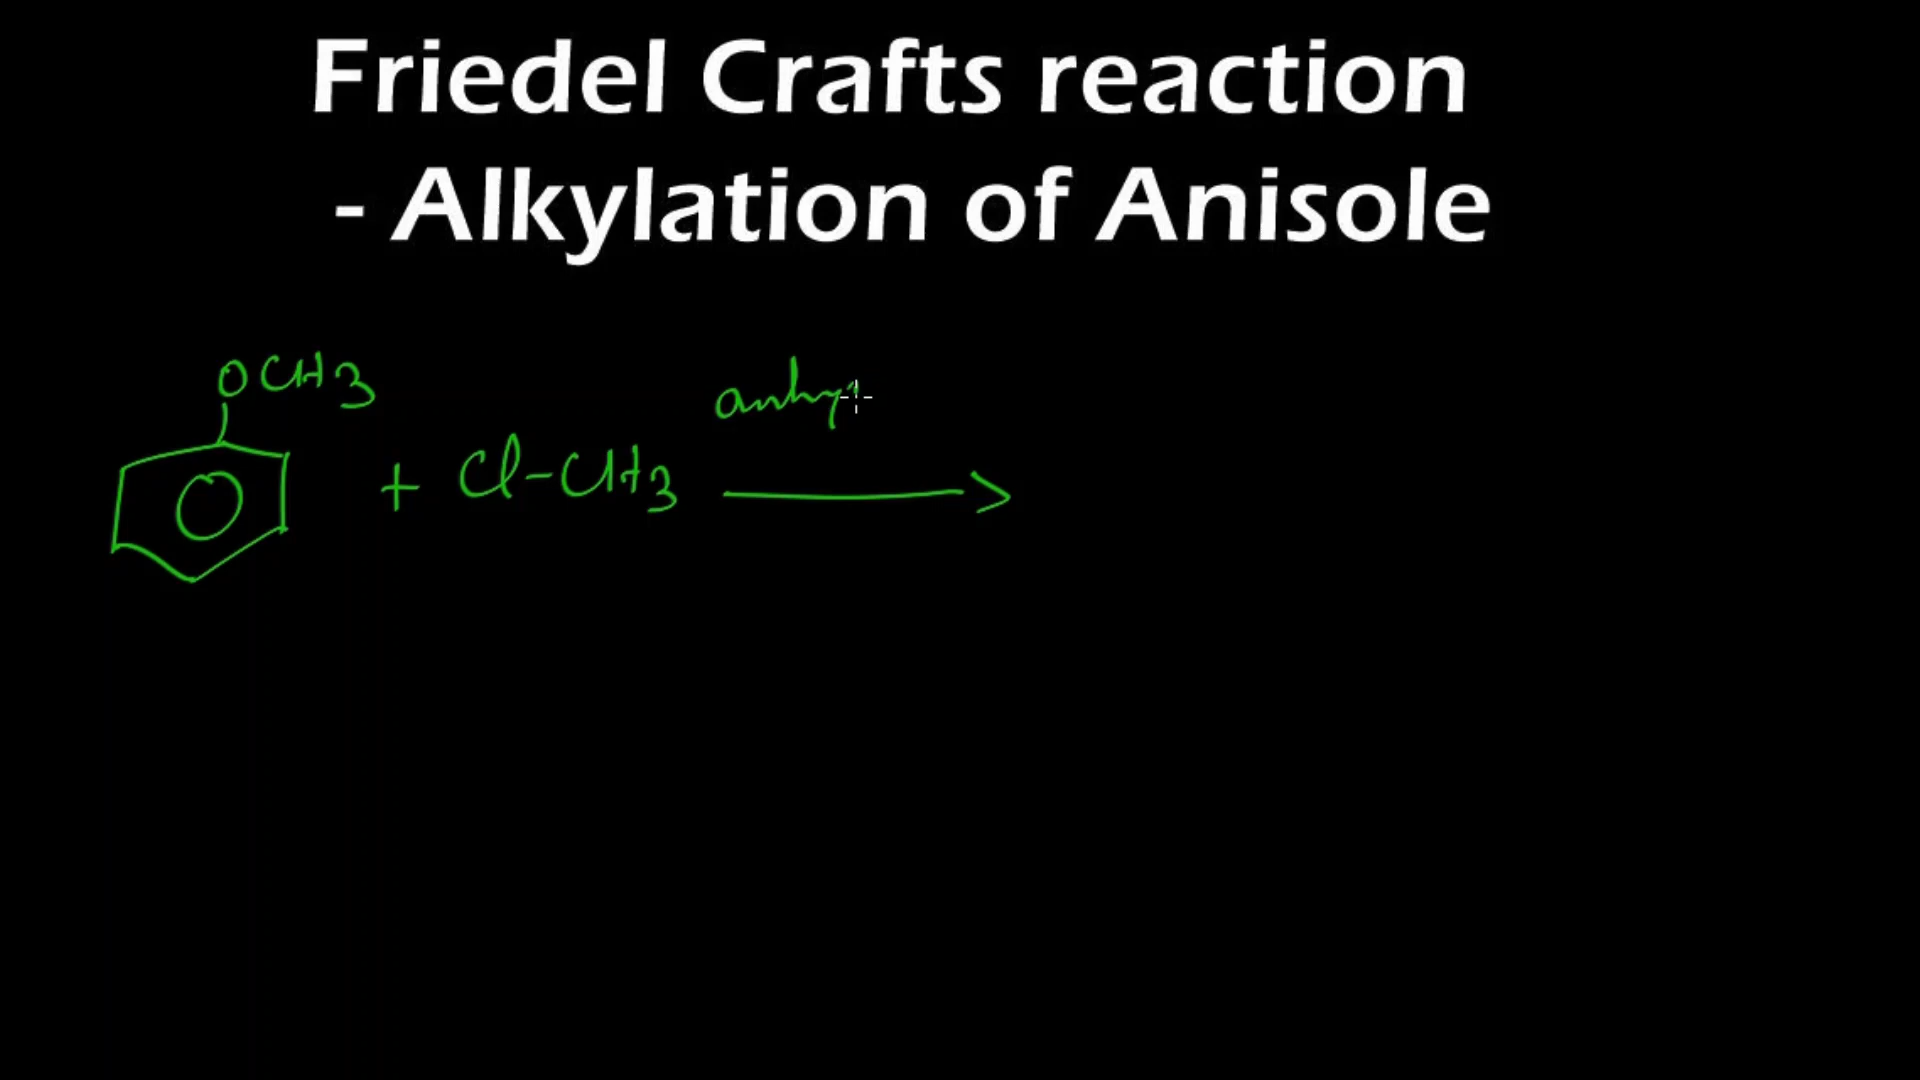 Friedel Crafts reaction
- Alkylation of Anisole
OCH3
+ Cl-CH3
anhy